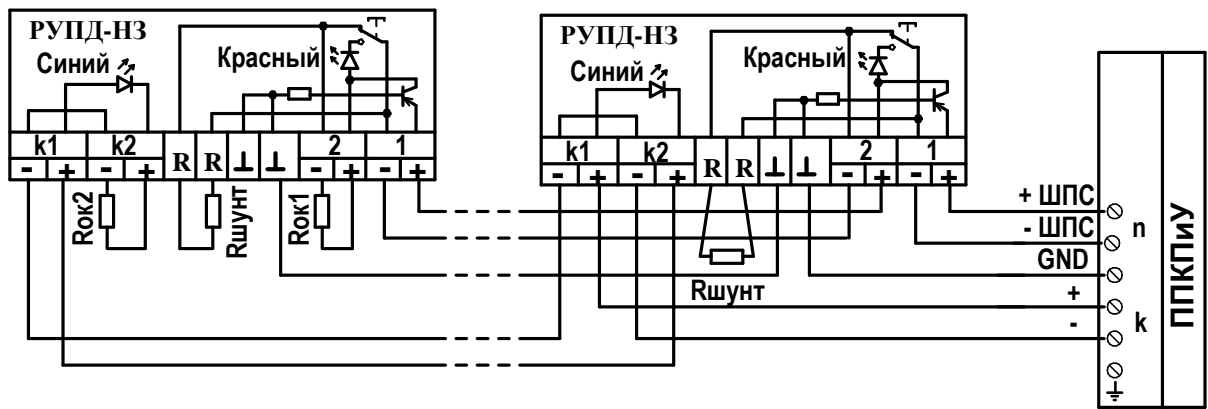 РУПД-НЗ
Синий
Красный
k1 k2 R R ⊥ ⊥ 2 1
- + - + - + - +
Rок2
Rшунт
Rок1
РУПД-НЗ
Синий
Красный
k1 k2 R R ⊥ ⊥ 2 1
- + - + - + - +
Rшунт
+ ШПС
- ШПС
GND
+
-
n
k
ППКПиУ